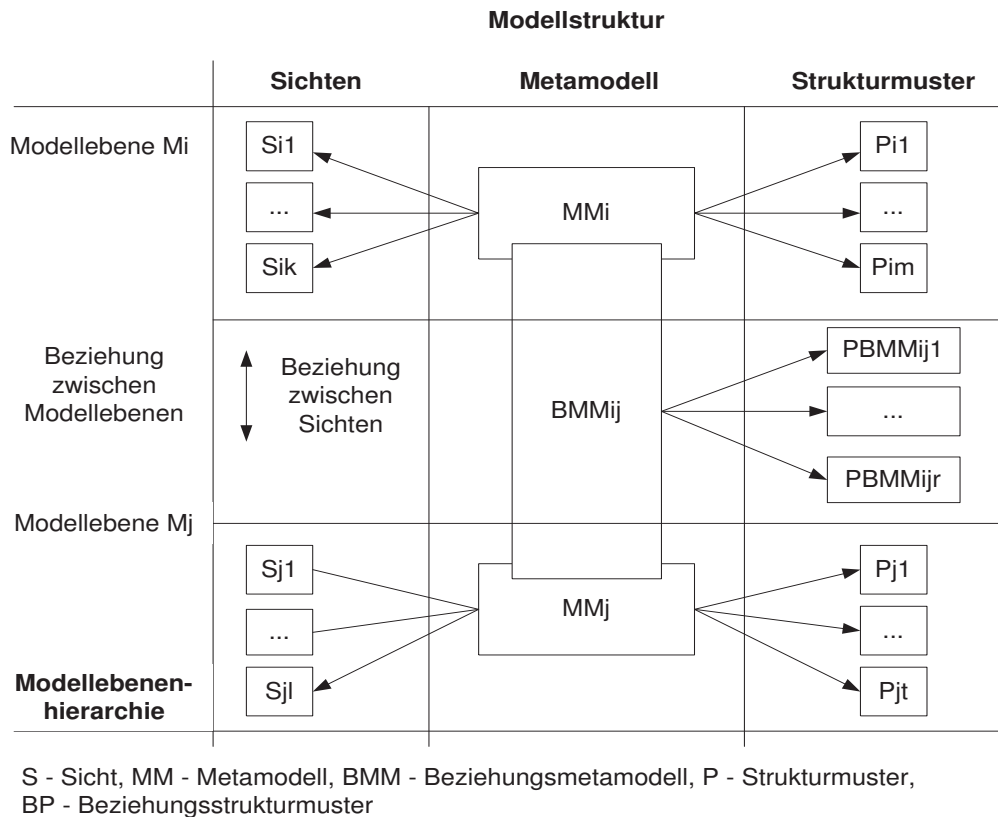 Modellstruktur
Sichten
Metamodell
Strukturmuster
Modellebene Mi
Si1
...
Sik
MMi
Pi1
...
Pim
Beziehung
zwischen
Modellebenen
Beziehung
zwischen
Sichten
BMMij
PBMMij1
...
PBMMijr
Modellebene Mj
Sj1
...
Sjl
MMj
Pj1
...
Pjt
Modellebenen-
hierarchie
S - Sicht, MM - Metamodell, BMM - Beziehungsmetamodell, P - Strukturmuster,
BP - Beziehungsstrukturmuster